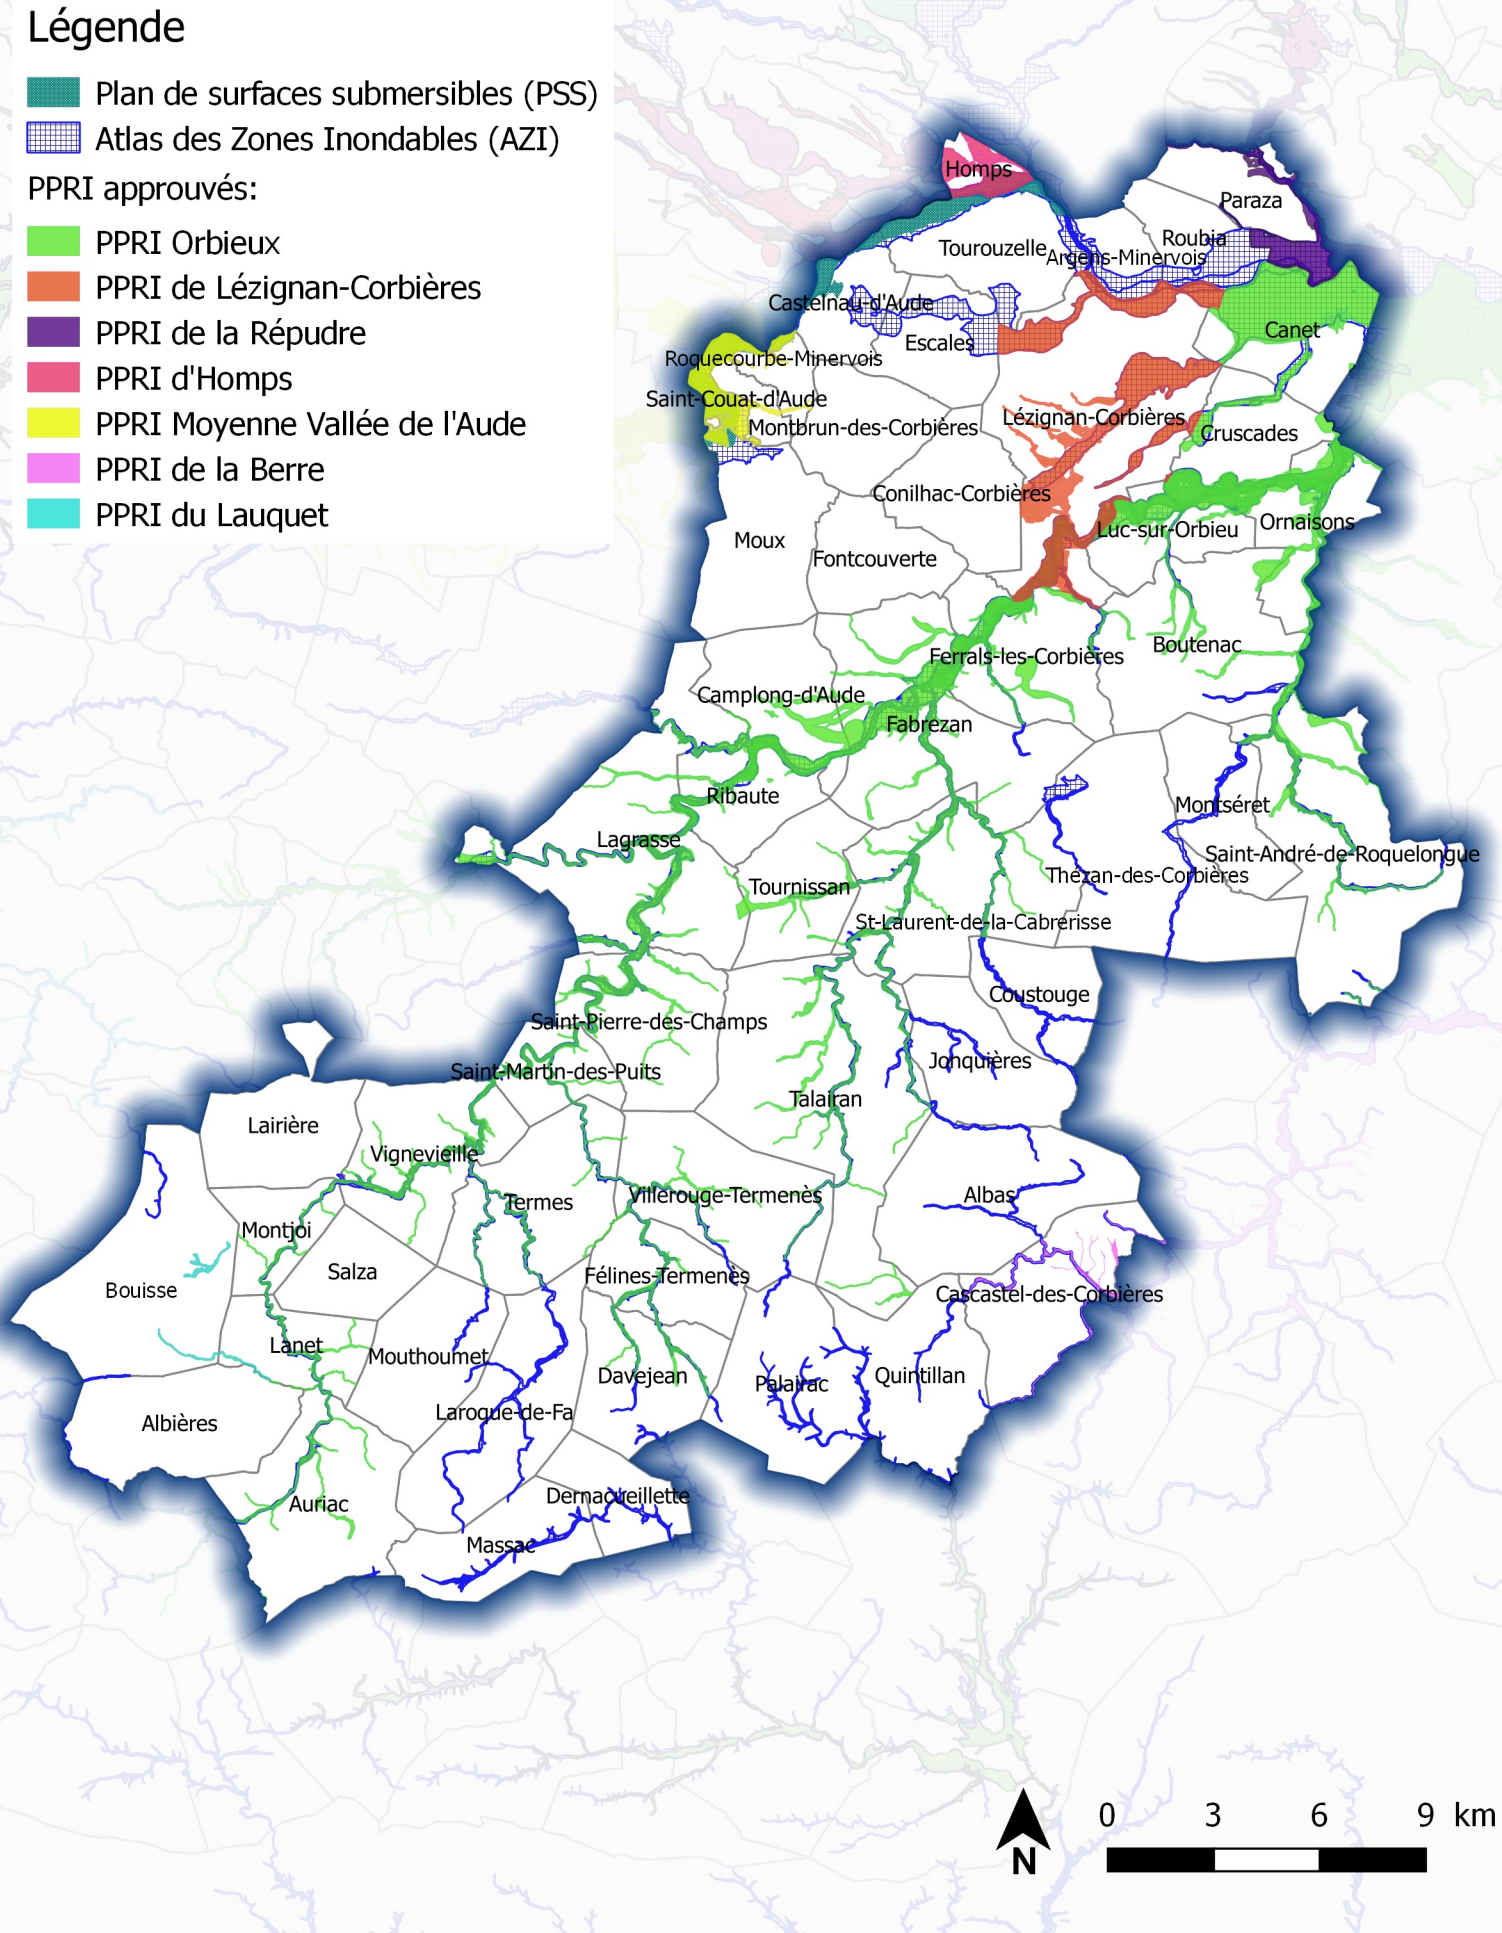 Légende
Plan de surfaces submersibles (PSS)
Atlas des Zones Inondables (AZI)
PPRI approuvés:
PPRI Orbieux
PPRI de Lézignan-Corbières
PPRI de la Répudre
PPRI d'Homps
PPRI Moyenne Vallée de l'Aude
PPRI de la Berre
PPRI du Lauquet
Homps
Paraza
Roubia
Tourouzelle
Argens-Minervois
Castelnau-d'Aude
Canet
Escales
Roquecourbe-Minervois
Saint-Couat-d'Aude
Lézignan-Corbières
Montbrun-des-Corbières
Cruscades
Conilhac-Corbières
Ornaisons
Luc-sur-Orbieu
Moux
Fontcouverte
Boutenac
Ferrals-les-Corbières
Camplong-d'Aude
Fabrezan
Ribaute
Montséret
Lagrasse
Saint-André-de-Roquelongue
Thézan-des-Corbières
Tournissan
St-Laurent-de-la-Cabrerisse
Coustouge
Saint-Pierre-des-Champs
Jonquières
Saint-Martin-des-Puits
Talairan
Lairière
Vignevieille
Villerouge-Termenès
Albas
Termes
Montjoi
Salza
Félines-Termenès
Bouisse
Cascastel-des-Corbières
Lanet
Mouthoumet
Davejean
Palairac
Quintillan
Laroque-de-Fa
Albières
Dernacueillette
Auriac
Massac
0 3 6 9 km
N